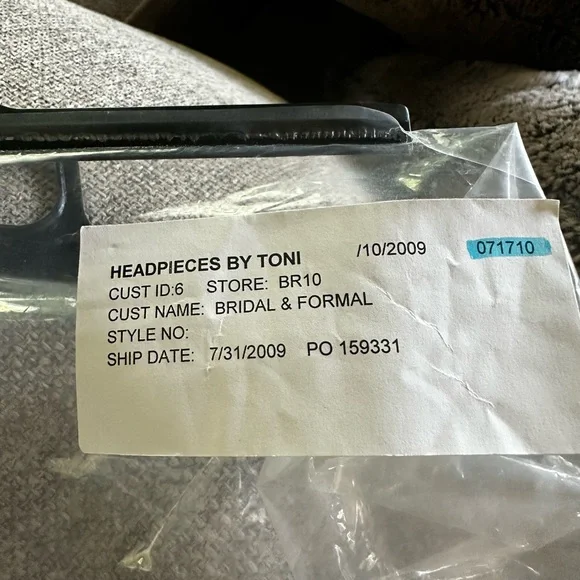 HEADPIECES BY TONI /10/2009 071710
CUST ID:6 STORE: BR10
CUST NAME: BRIDAL & FORMAL
STYLE NO:
SHIP DATE: 7/31/2009 PO 159331